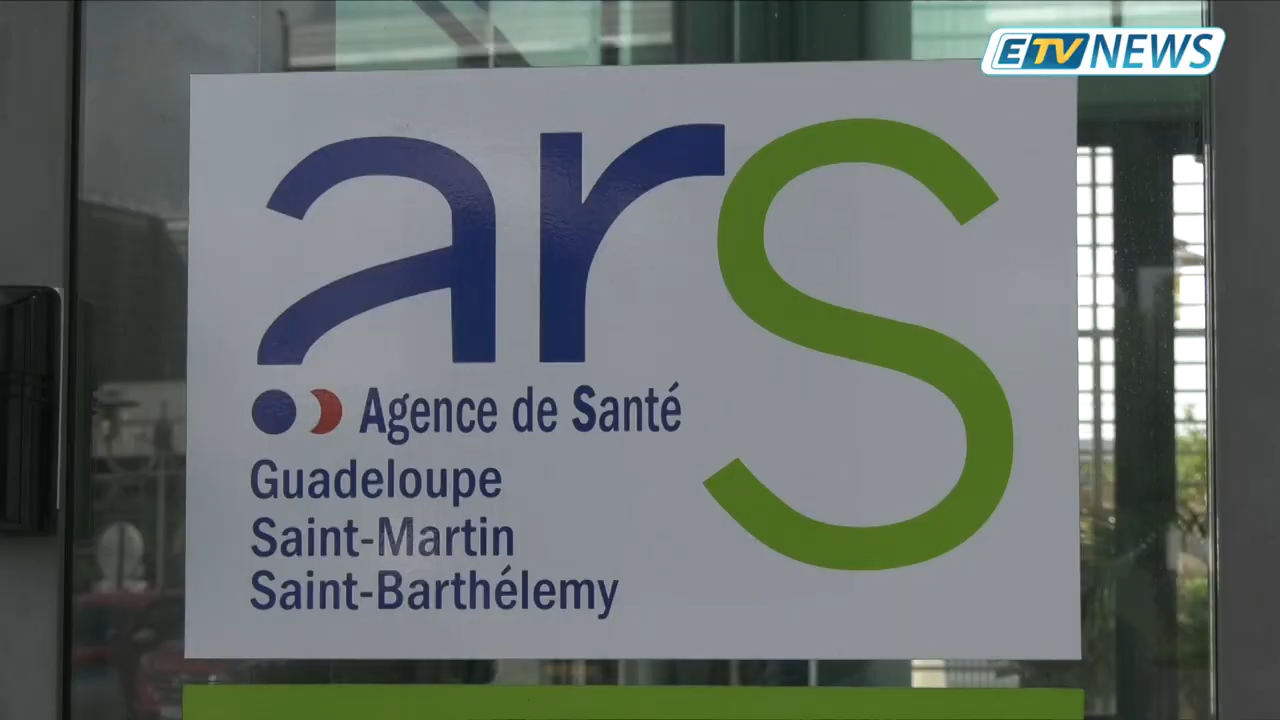 ETV NEWS
ars
Agence de Santé
Guadeloupe
Saint-Martin
Saint-Barthélemy